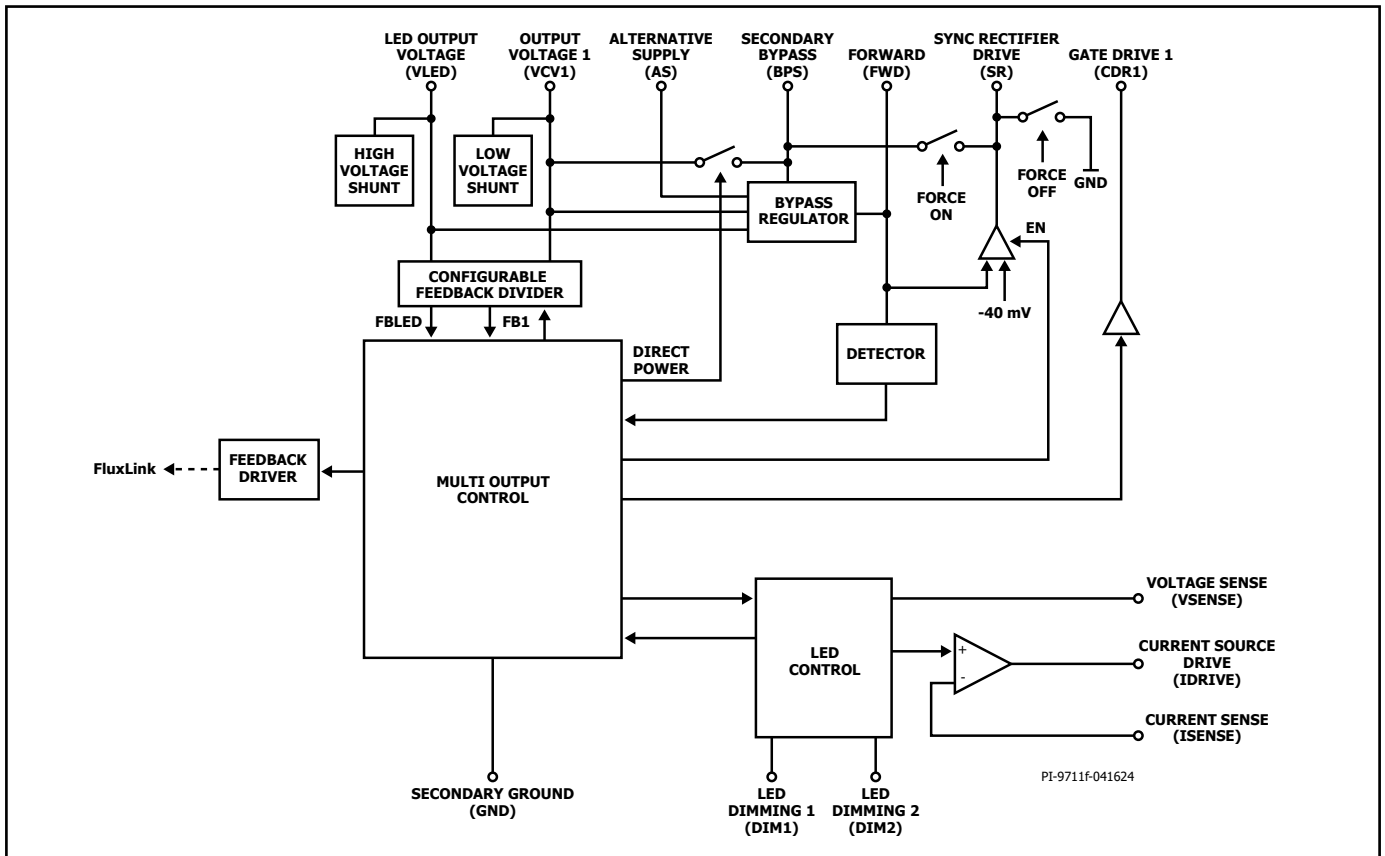 LED OUTPUT
VOLTAGE
(VLED)
OUTPUT
VOLTAGE 1
(VCV1)
ALTERNATIVE
SUPPLY
(AS)
SECONDARY
BYPASS
(BPS)
FORWARD
(FWD)
SYNC RECTIFIER
DRIVE
(SR)
GATE DRIVE 1
(CDR1)
HIGH
VOLTAGE
SHUNT
LOW
VOLTAGE
SHUNT
BYPASS
REGULATOR
FORCE
ON
FORCE
OFF
GND
EN
-40 mV
CONFIGURABLE
FEEDBACK DIVIDER
FBLED
FB1
DIRECT
POWER
DETECTOR
FluxLink
FEEDBACK
DRIVER
MULTI OUTPUT
CONTROL
LED
CONTROL
+
-
VOLTAGE SENSE
(VSENSE)
CURRENT SOURCE
DRIVE
(IDRIVE)
CURRENT SENSE
(ISENSE)
SECONDARY GROUND
(GND)
LED
DIMMING 1
(DIM1)
LED
DIMMING 2
(DIM2)
PI-9711f-041624